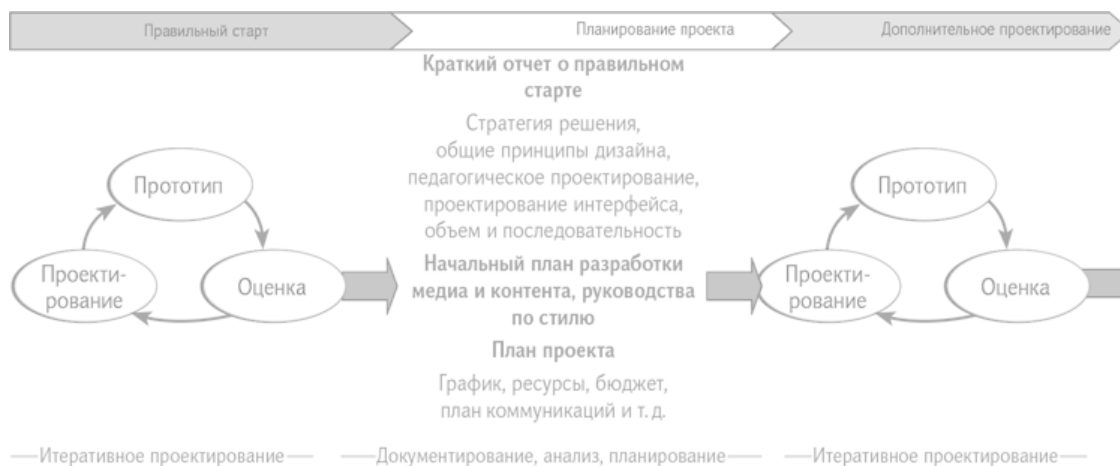 Правильный старт
Планирование проекта
Дополнительное проектирование
Краткий отчет о правильном
старте
Стратегия решения,
общие принципы дизайна,
педагогическое проектирование,
проектирование интерфейса,
объем и последовательность
Прототип
Проекти-
рование
Оценка
Начальный план разработки
медиа и контента, руководства
по стилю
План проекта
График, ресурсы, бюджет,
план коммуникаций и т. д.
Прототип
Проекти-
рование
Оценка
Итеративное проектирование
Документирование, анализ, планирование
Итеративное проектирование